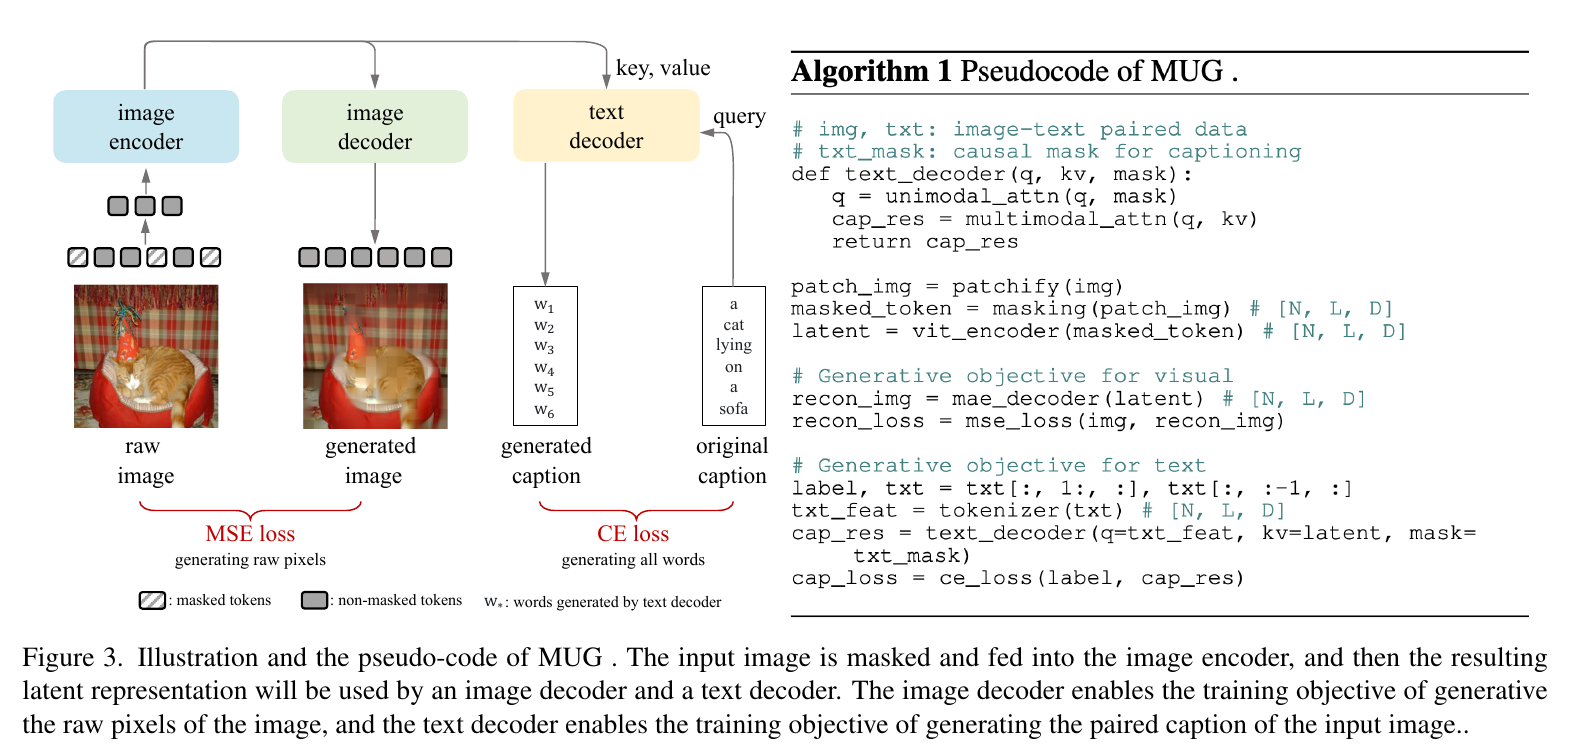 key, value
image
encoder
image
decoder
text
decoder
query
w1
w2
w3
w4
w5
w6
a
cat
lying
on
a
sofa
raw
image
generated
image
generated
caption
original
caption
MSE loss
generating raw pixels
CE loss
generating all words
: masked tokens
: non-masked tokens
w*: words generated by text decoder
Algorithm 1 Pseudocode of MUG .
# img, txt: image-text paired data
# txt_mask: causal mask for captioning
def text_decoder(q, kv, mask):
    q = unimodal_attn(q, mask)
    cap_res = multimodal_attn(q, kv)
    return cap_res
patch_img = patchify(img)
masked_token = masking(patch_img) # [N, L, D]
latent = vit_encoder(masked_token) # [N, L, D]
# Generative objective for visual
recon_img = mae_decoder(latent) # [N, L, D]
recon_loss = mse_loss(img, recon_img)
# Generative objective for text
label, txt = txt[:, 1:, :], txt[:, :-1, :]
txt_feat = tokenizer(txt) # [N, L, D]
cap_res = text_decoder(q=txt_feat, kv=latent, mask=
    txt_mask)
cap_loss = ce_loss(label, cap_res)
Figure 3. Illustration and the pseudo-code of MUG . The input image is masked and fed into the image encoder, and then the resulting
latent representation will be used by an image decoder and a text decoder. The image decoder enables the training objective of generative
the raw pixels of the image, and the text decoder enables the training objective of generating the paired caption of the input image..